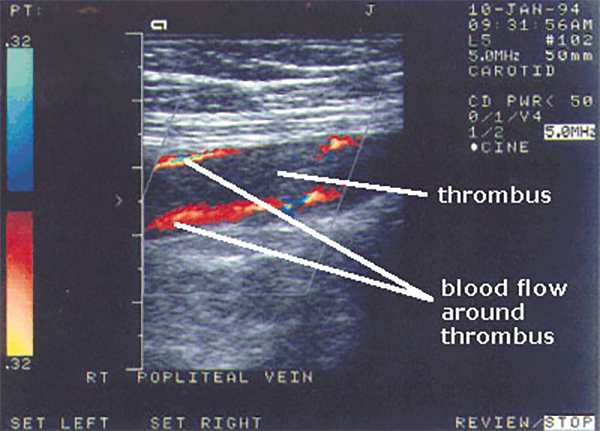 PT:
J
10-JAN-94
09:31:56AM
L5 #102
5.0MHz 50mm
CAROTID
.32
CD PWR< 50
0/1/V4
1/2 5.0MHz
♦CINE
thrombus
blood flow
around
thrombus
.32
RT POPLITEAL VEIN
SET LEFT SET RIGHT REVIEW/STOP